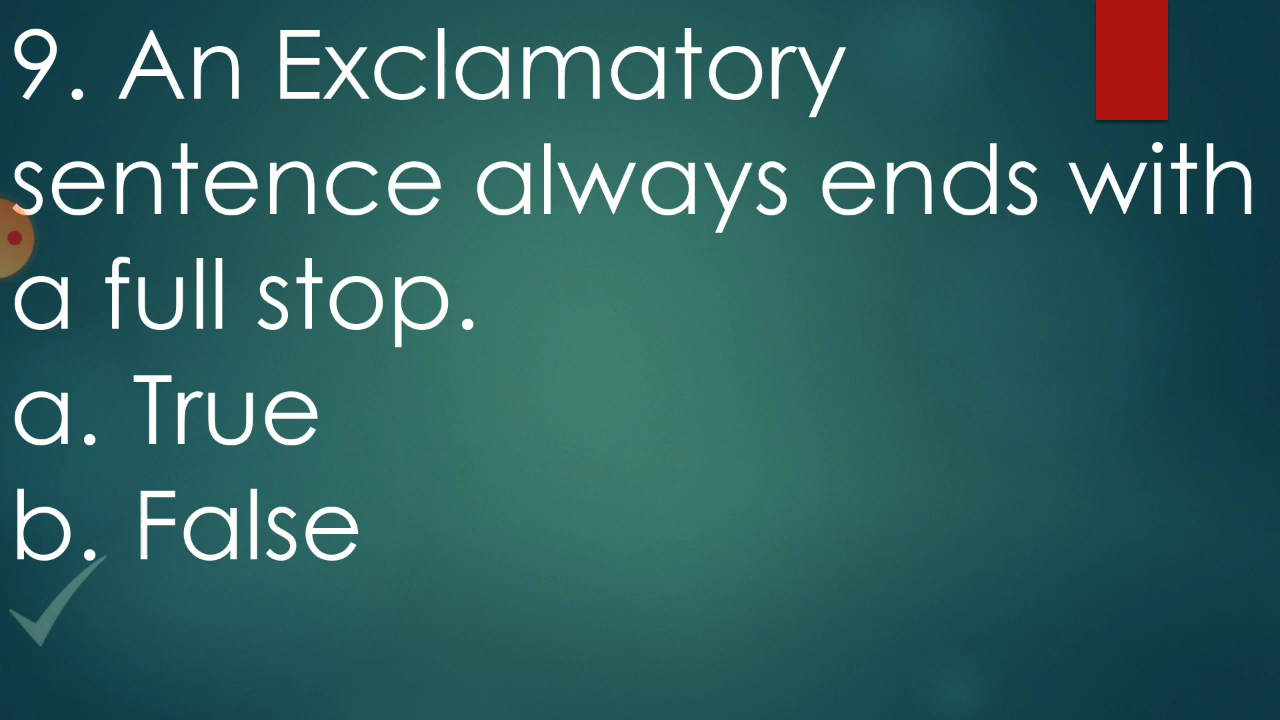 9. An Exclamatory
sentence always ends with
a full stop.
a. True
b. False